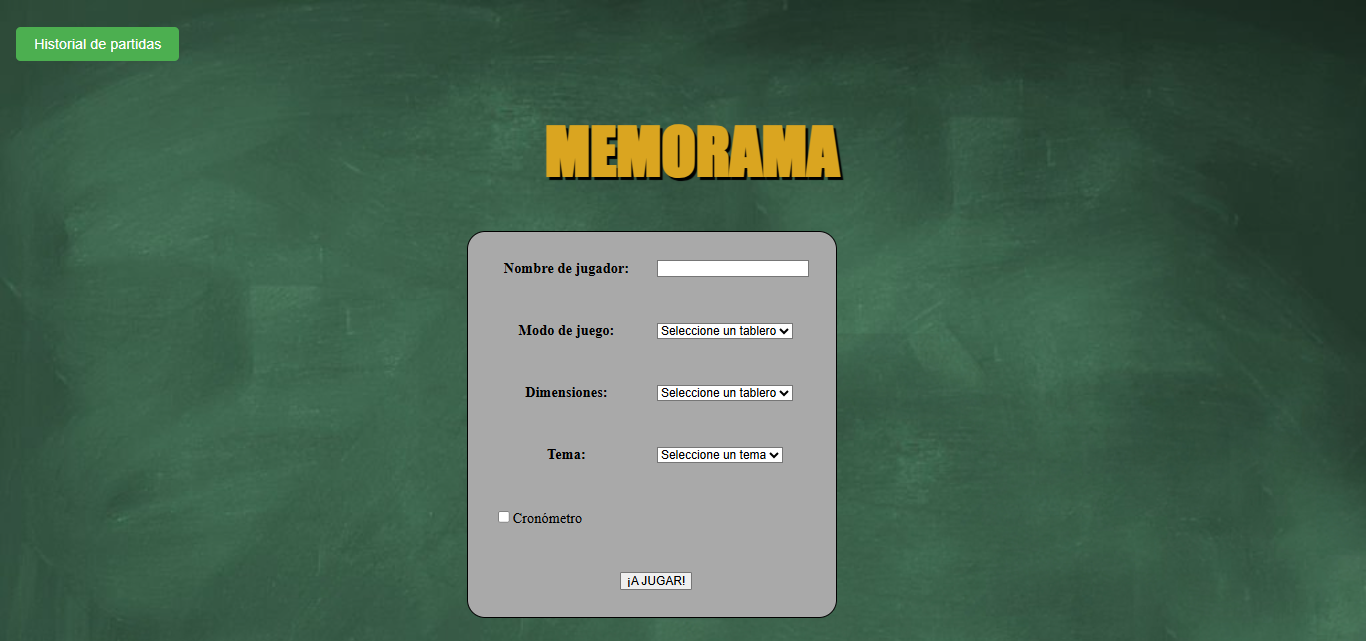 Historial de partidas
MEMORAMA
Nombre de jugador:
Modo de juego: Seleccione un tablero
Dimensiones: Seleccione un tablero
Tema: Seleccione un tema
Cronómetro
¡A JUGAR!